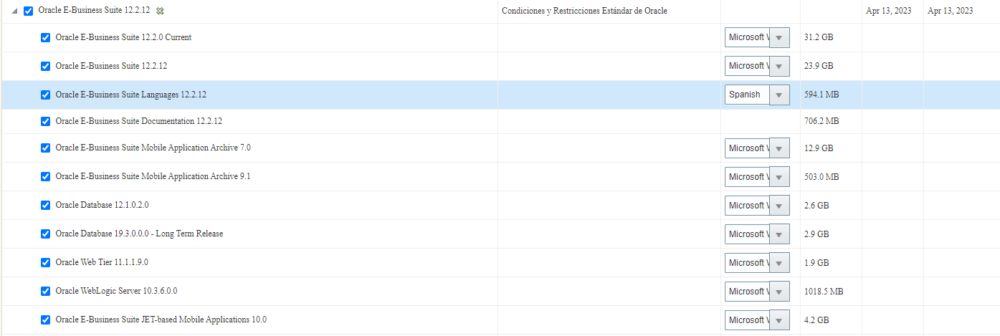 Oracle E-Business Suite 12.2.12 Condiciones y Restricciones Estándar de Oracle Apr 13, 2023 Apr 13, 2023
Oracle E-Business Suite 12.2.0 Current Microsoft 31.2 GB
Oracle E-Business Suite 12.2.12 Microsoft 23.9 GB
Oracle E-Business Suite Languages 12.2.12 Spanish 594.1 MB
Oracle E-Business Suite Documentation 12.2.12 706.2 MB
Oracle E-Business Suite Mobile Application Archive 7.0 Microsoft 12.9 GB
Oracle E-Business Suite Mobile Application Archive 9.1 Microsoft 503.0 MB
Oracle Database 12.1.0.2.0 Microsoft 2.6 GB
Oracle Database 19.3.0.0.0 - Long Term Release Microsoft 2.9 GB
Oracle Web Tier 11.1.1.9.0 Microsoft 1.9 GB
Oracle WebLogic Server 10.3.6.0.0 Microsoft 1018.5 MB
Oracle E-Business Suite JET-based Mobile Applications 10.0 Microsoft 4.2 GB